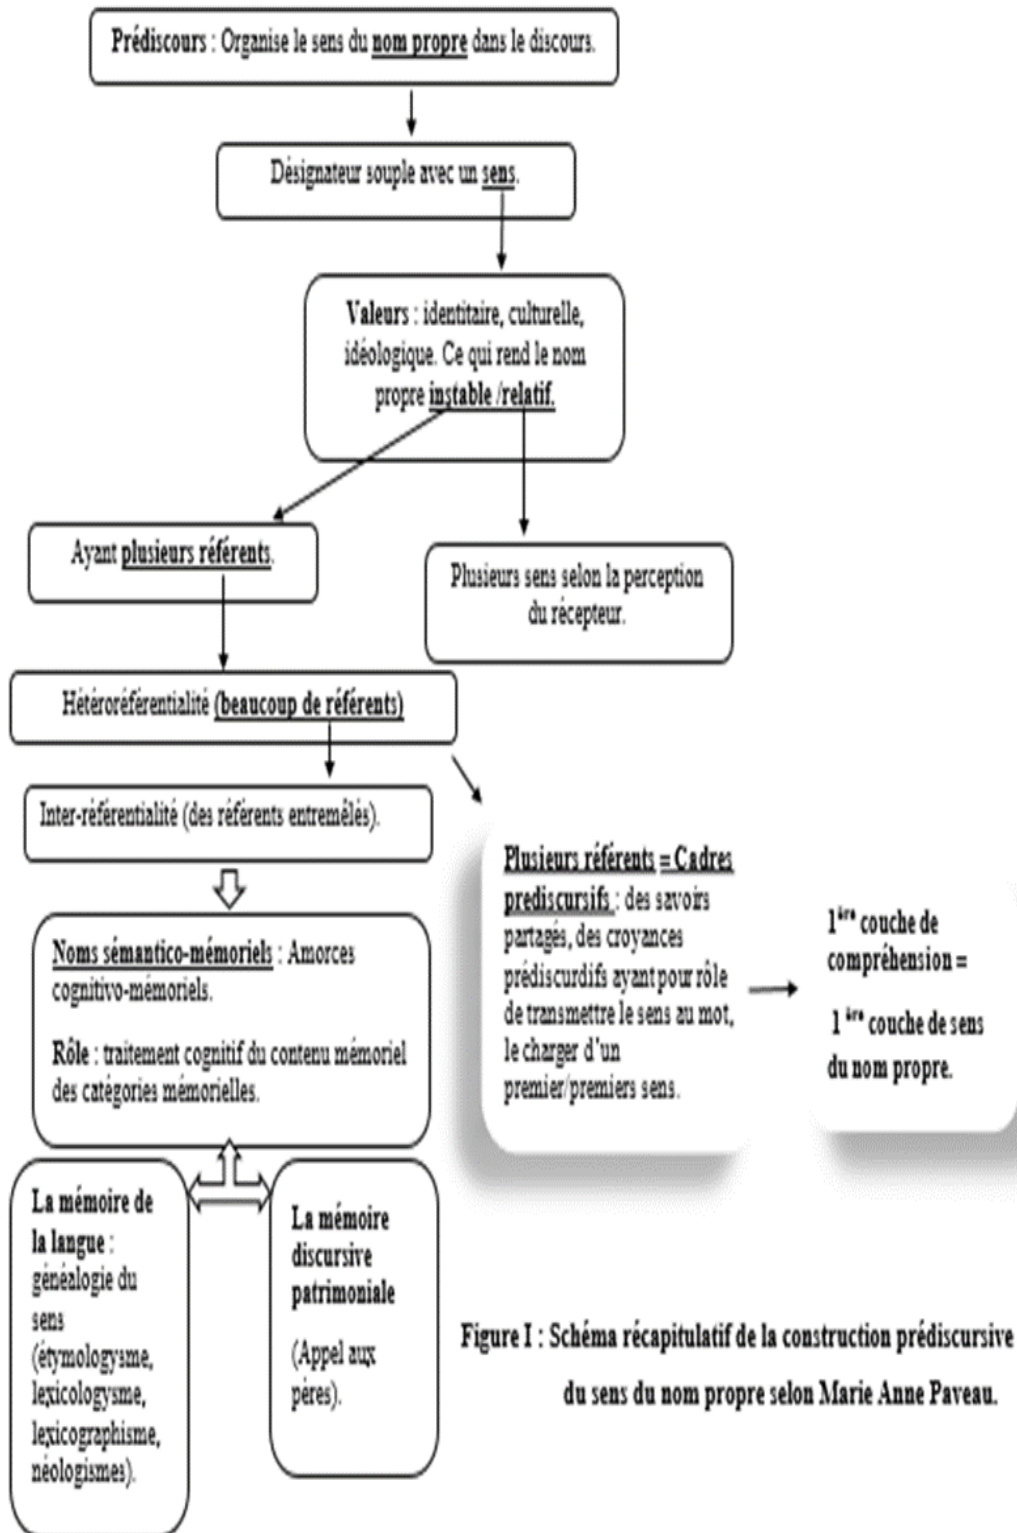 Prédiscours : Organise le sens du nom propre dans le discours.
Désignateur souple avec un sens.
Valeurs : identitaire, culturelle,
idéologique. Ce qui rend le nom
propre instable /relatif.
Ayant plusieurs référents.
Plusieurs sens selon la perception
du récepteur.
Hétéroréférentialité (beaucoup de référents)
Inter-référentialité (des référents entremêlés).
Plusieurs référents = Cadres
prediscursifs : des savoirs
partagés, des croyances
prédiscurdifs ayant pour rôle
de transmettre le sens au mot,
le charger d'un
premier/premiers sens.
1ère couche de
compréhension =
1 ère couche de sens
du nom propre.
Noms sémantico-mémoriels : Amorces
cognitivo-mémoriels.
Rôle : traitement cognitif du contenu mémoriel
des catégories mémorielles.
La mémoire de
la langue :
généalogie du
sens
(étymologysme,
lexicologysme,
lexicographisme,
néologismes).
La mémoire
discursive
patrimoniale
(Appel aux
péres).
Figure I : Schéma récapitulatif de la construction prédiscursive
du sens du nom propre selon Marie Anne Paveau.